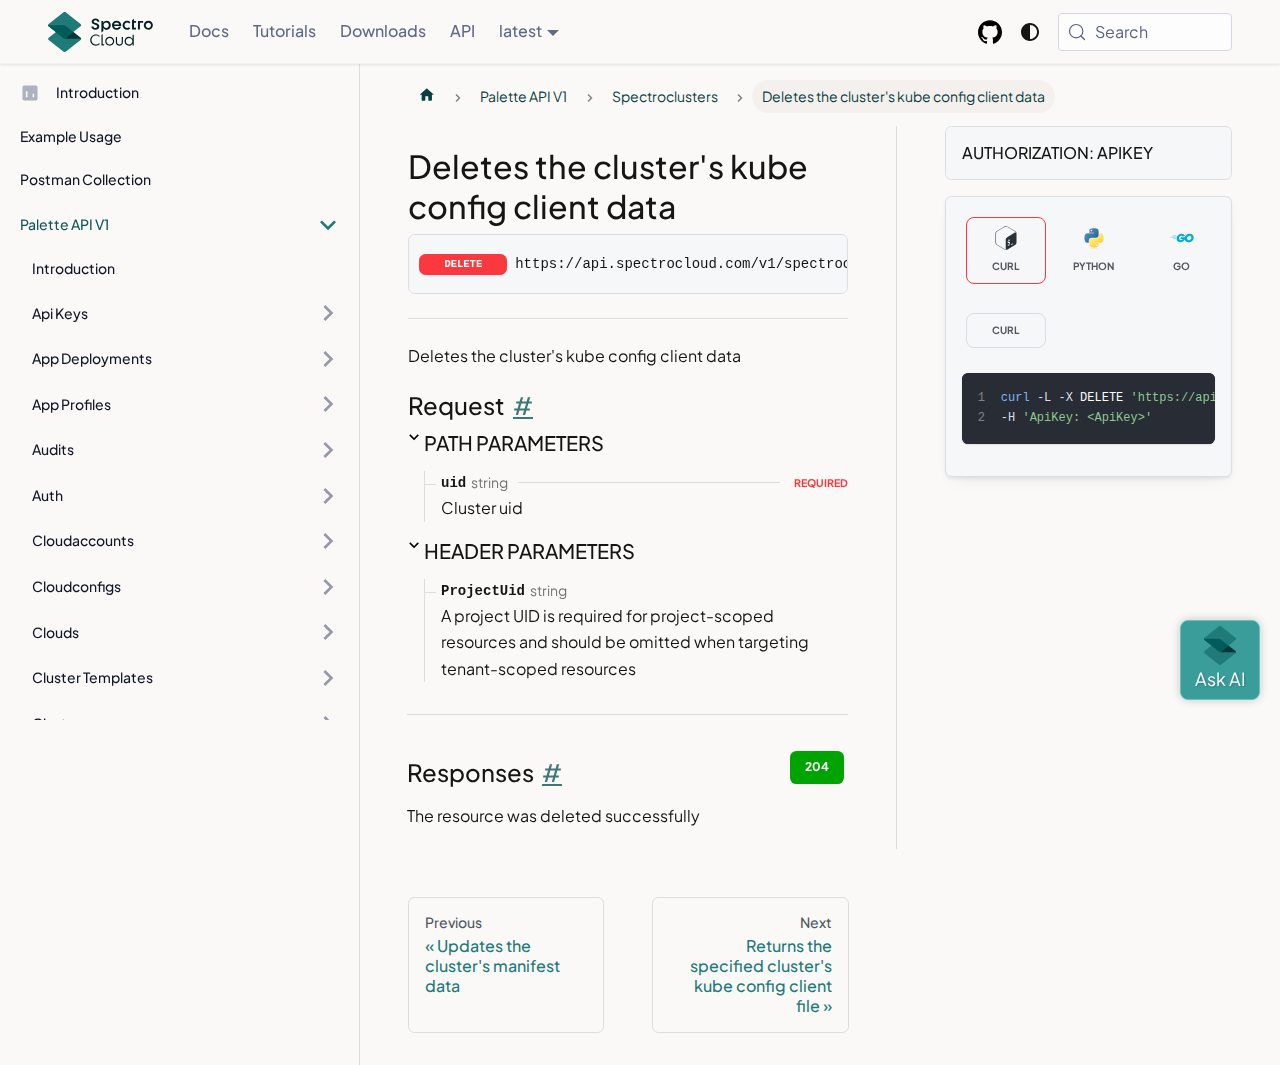 Spectro
Cloud
Docs
Tutorials
Downloads
API
latest
Search
Introduction
Example Usage
Postman Collection
Palette API V1
Introduction
Api Keys
App Deployments
App Profiles
Audits
Auth
Cloudaccounts
Cloudconfigs
Clouds
Cluster Templates
Palette API V1
Spectroclusters
Deletes the cluster's kube config client data
Deletes the cluster's kube
config client data
DELETE https://api.spectrocloud.com/v1/spectroc
Deletes the cluster's kube config client data
Request #
PATH PARAMETERS
uid string REQUIRED
Cluster uid
HEADER PARAMETERS
ProjectUid string
A project UID is required for project-scoped
resources and should be omitted when targeting
tenant-scoped resources
Responses #
204
The resource was deleted successfully
Previous
« Updates the
cluster's manifest
data
Next
Returns the
specified cluster's
kube config client
file »
AUTHORIZATION: APIKEY
CURL
PYTHON
GO
CURL
1 curl -L -X DELETE 'https://api
2 -H 'ApiKey: <ApiKey>'
Ask AI